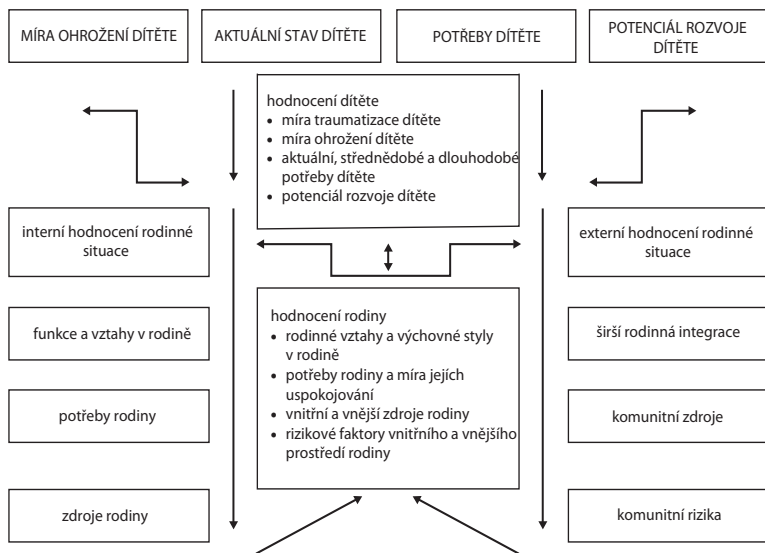 MÍRA OHROŽENÍ DÍTĚTE
AKTUÁLNÍ STAV DÍTĚTE
POTŘEBY DÍTĚTE
POTENCIÁL ROZVOJE
DÍTĚTE
hodnocení dítěte
• míra traumatizace dítěte
• míra ohrožení dítěte
• aktuální, střednědobé a dlouhodobé
potřeby dítěte
• potenciál rozvoje dítěte
interní hodnocení rodinné
situace
externí hodnocení rodinné
situace
hodnocení rodiny
• rodinné vztahy a výchovné styly
v rodině
• potřeby rodiny a míra jejích
uspokojování
• vnitřní a vnější zdroje rodiny
• rizikové faktory vnitřního a vnějšího
prostředí rodiny
funkce a vztahy v rodině
širší rodinná integrace
potřeby rodiny
komunitní zdroje
zdroje rodiny
komunitní rizika